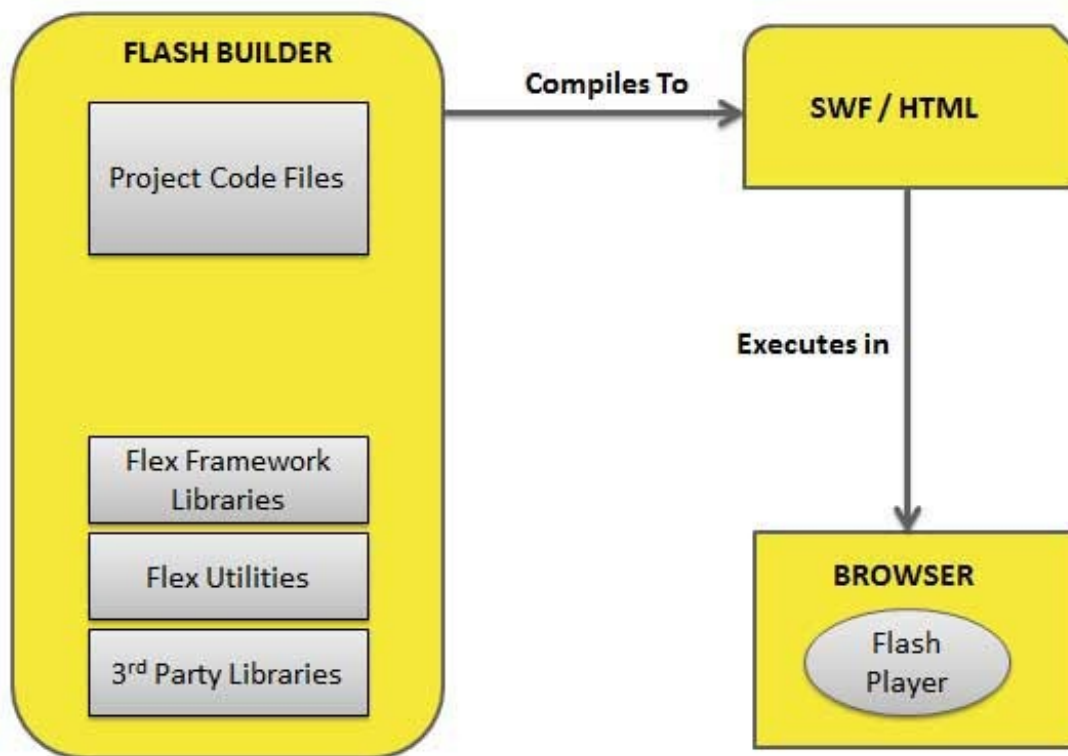 FLASH BUILDER
Project Code Files
Flex Framework
Libraries
Flex Utilities
3rd Party Libraries
Compiles To
SWF / HTML
Executes in
BROWSER
Flash
Player